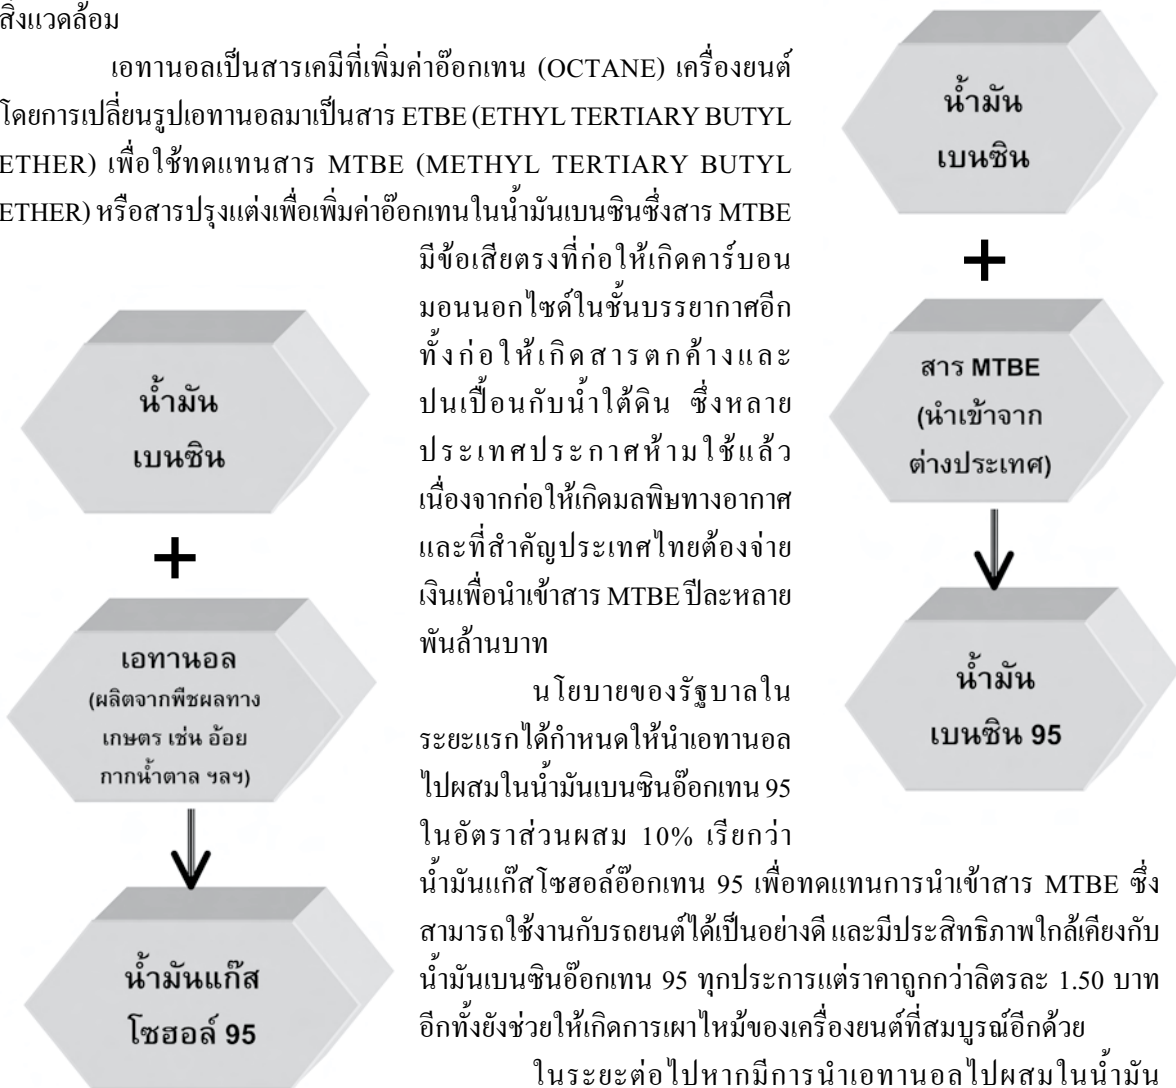 สิ่งแวดล้อม
เอทานอลเป็นสารเคมีที่เพิ่มค่าอ๊อกเทน (OCTANE) เครื่องยนต์
โดยการเปลี่ยนรูปเอทานอลมาเป็นสาร ETBE (ETHYL TERTIARY BUTYL
ETHER) เพื่อใช้ทดแทนสาร MTBE (METHYL TERTIARY BUTYL
ETHER) หรือสารปรุงแต่งเพื่อเพิ่มค่าอ๊อกเทนในน้ำมันเบนซินซึ่งสาร MTBE
มีข้อเสียตรงที่ก่อให้เกิดคาร์บอน
มอนนอกไซด์ในชั้นบรรยากาศอีก
ทั้งก่อให้เกิดสารตกค้างและ
ปนเปื้อนกับน้ำใต้ดิน ซึ่งหลาย
ประเทศประกาศห้ามใช้แล้ว
เนื่องจากก่อให้เกิดมลพิษทางอากาศ
และที่สำคัญประเทศไทยต้องจ่าย
เงินเพื่อนำเข้าสาร MTBE ปีละหลาย
พันล้านบาท
นโยบายของรัฐบาลใน
ระยะแรกได้กำหนดให้นำเอทานอล
ไปผสมในน้ำมันเบนซินอ๊อกเทน 95
ในอัตราส่วนผสม 10% เรียกว่า
น้ำมันแก๊สโซฮอล์อ๊อกเทน 95 เพื่อทดแทนการนำเข้าสาร MTBE ซึ่ง
สามารถใช้งานกับรถยนต์ได้เป็นอย่างดี และมีประสิทธิภาพใกล้เคียงกับ
น้ำมันเบนซินอ๊อกเทน 95 ทุกประการแต่ราคาถูกกว่าลิตรละ 1.50 บาท
อีกทั้งยังช่วยให้เกิดการเผาไหม้ของเครื่องยนต์ที่สมบูรณ์อีกด้วย
ในระยะต่อไปหากมีการนำเอทานอลไปผสมในน้ำมัน
น้ำมัน
เบนซิน
+
เอทานอล
(ผลิตจากพืชผลทาง
เกษตร เช่น อ้อย
กากน้ำตาล ฯลฯ)
น้ำมันแก๊ส
โซฮอล์ 95
น้ำมัน
เบนซิน
+
สาร MTBE
(นำเข้าจาก
ต่างประเทศ)
น้ำมัน
เบนซิน 95